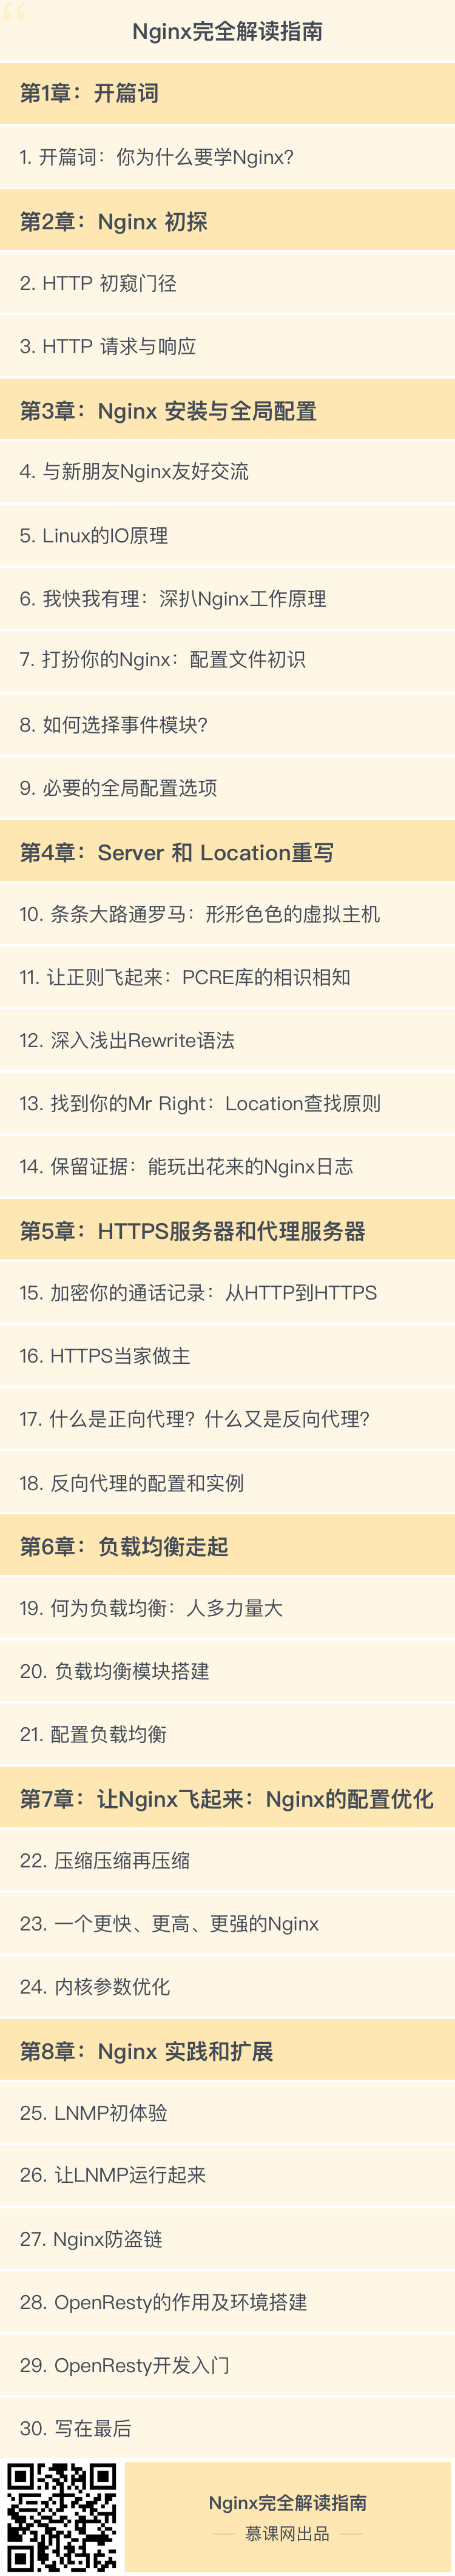 Nginx完全解读指南
第1章：开篇词
1. 开篇词：你为什么要学Nginx?
第2章：Nginx 初探
2. HTTP 初窥门径
3. HTTP 请求与响应
第3章：Nginx 安装与全局配置
4. 与新朋友Nginx友好交流
5. Linux的IO原理
6. 我快我有理：深扒Nginx工作原理
7. 打扮你的Nginx：配置文件初识
8. 如何选择事件模块?
9. 必要的全局配置选项
第4章：Server 和 Location重写
10. 条条大路通罗马：形形色色的虚拟主机
11. 让正则飞起来：PCRE库的相识相知
12. 深入浅出Rewrite语法
13. 找到你的Mr Right：Location查找原则
14. 保留证据：能玩出花来的Nginx日志
第5章：HTTPS服务器和代理服务器
15. 加密你的通话记录：从HTTP到HTTPS
16. HTTPS当家做主
17. 什么是正向代理？什么又是反向代理?
18. 反向代理的配置和实例
第6章：负载均衡走起
19. 何为负载均衡：人多力量大
20. 负载均衡模块搭建
21. 配置负载均衡
第7章：让Nginx飞起来：Nginx的配置优化
22. 压缩压缩再压缩
23. 一个更快、更高、更强的Nginx
24. 内核参数优化
第8章：Nginx 实践和扩展
25. LNMP初体验
26. 让LNMP运行起来
27. Nginx防盗链
28. OpenResty的作用及环境搭建
29. OpenResty开发入门
30. 写在最后
Nginx完全解读指南
慕课网出品